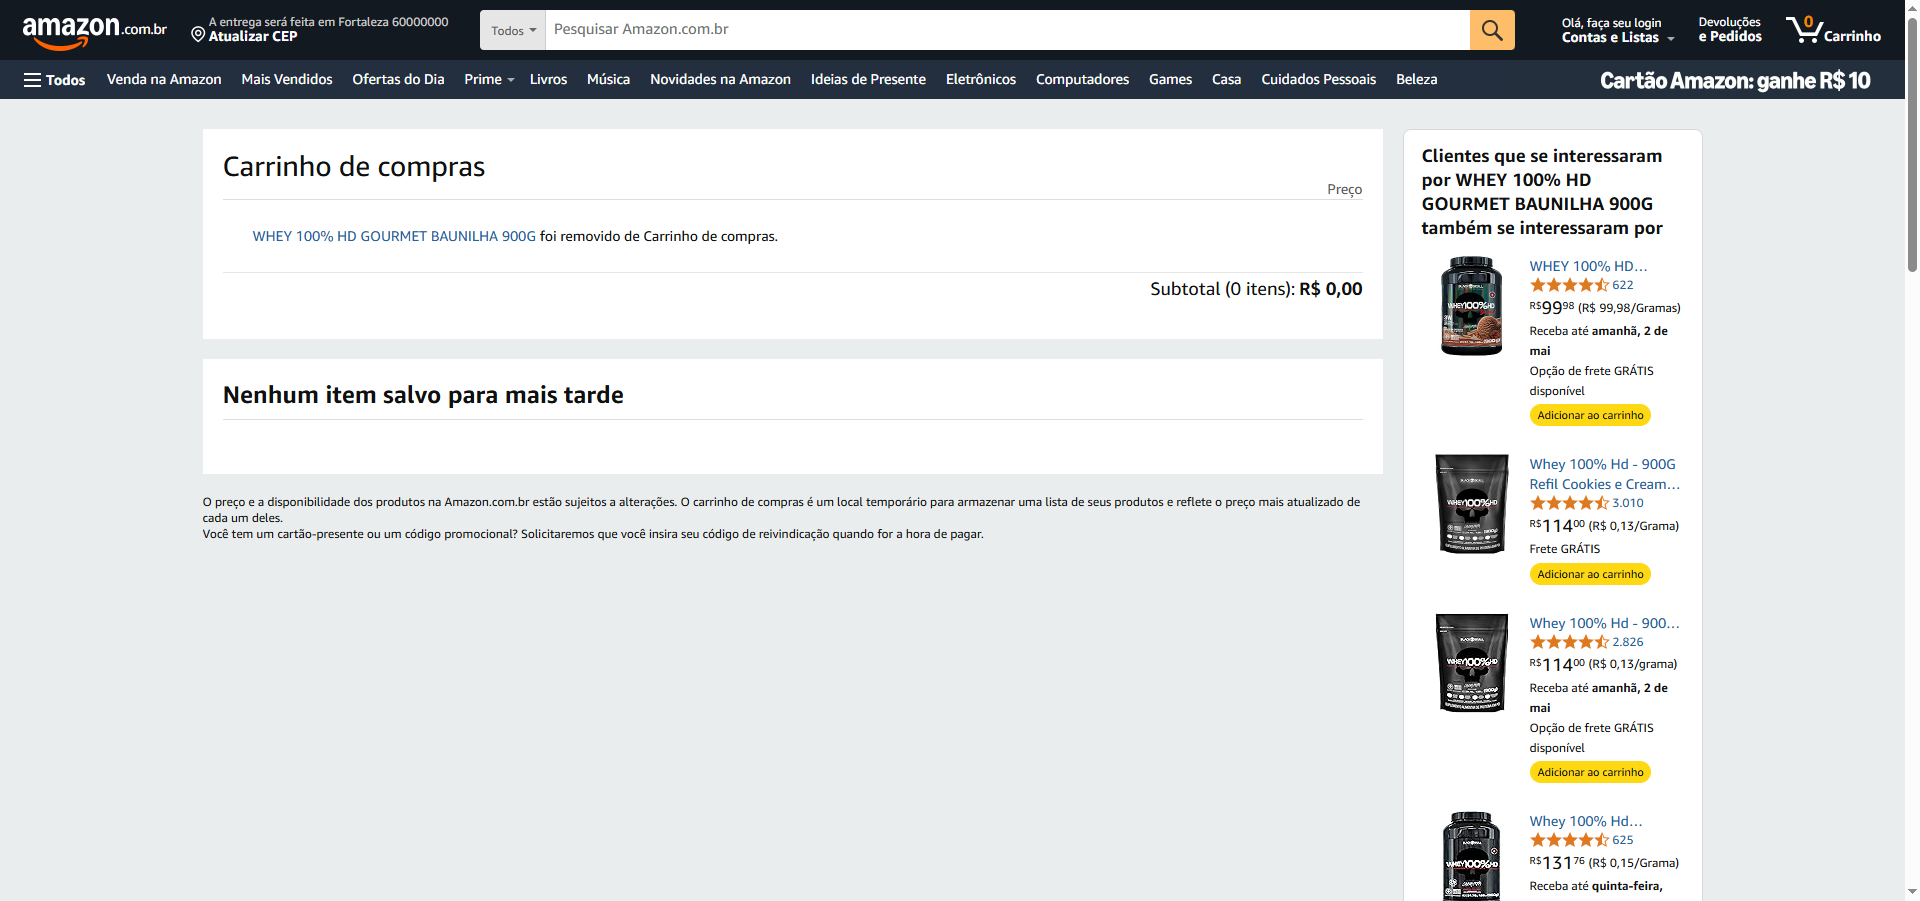 amazon.com.br
A entrega será feita em Fortaleza 60000000
Atualizar CEP
Todos
Pesquisar Amazon.com.br
Olá, faça seu login
Contas e Listas
Devoluções
e Pedidos
0
Carrinho
Todos
Venda na Amazon
Mais Vendidos
Ofertas do Dia
Prime
Livros
Música
Novidades na Amazon
Ideias de Presente
Eletrônicos
Computadores
Games
Casa
Cuidados Pessoais
Beleza
Cartão Amazon: ganhe R$ 10
Carrinho de compras
Preço
WHEY 100% HD GOURMET BAUNILHA 900G foi removido de Carrinho de compras.
Subtotal (0 itens): R$ 0,00
Nenhum item salvo para mais tarde
O preço e a disponibilidade dos produtos na Amazon.com.br estão sujeitos a alterações. O carrinho de compras é um local temporário para armazenar uma lista de seus produtos e reflete o preço mais atualizado de
cada um deles.
Você tem um cartão-presente ou um código promocional? Solicitaremos que você insira seu código de reivindicação quando for a hora de pagar.
Clientes que se interessaram
por WHEY 100% HD
GOURMET BAUNILHA 900G
também se interessaram por
WHEY 100% HD
WHEY 100% HD...
622
R$9998 (R$ 99,98/Gramas)
Receba até amanhã, 2 de
mai
Opção de frete GRÁTIS
disponível
Adicionar ao carrinho
WHEY100%HD
Whey 100% Hd - 900G
Refil Cookies e Cream...
3.010
R$11400 (R$ 0,13/Grama)
Frete GRÁTIS
Adicionar ao carrinho
WHEY100%HD
Whey 100% Hd - 900...
2.826
R$11400 (R$ 0,13/grama)
Receba até amanhã, 2 de
mai
Opção de frete GRÁTIS
disponível
Adicionar ao carrinho
WHEY100%HD
Whey 100% Hd...
625
R$13176 (R$ 0,15/Grama)
Receba até quinta-feira,